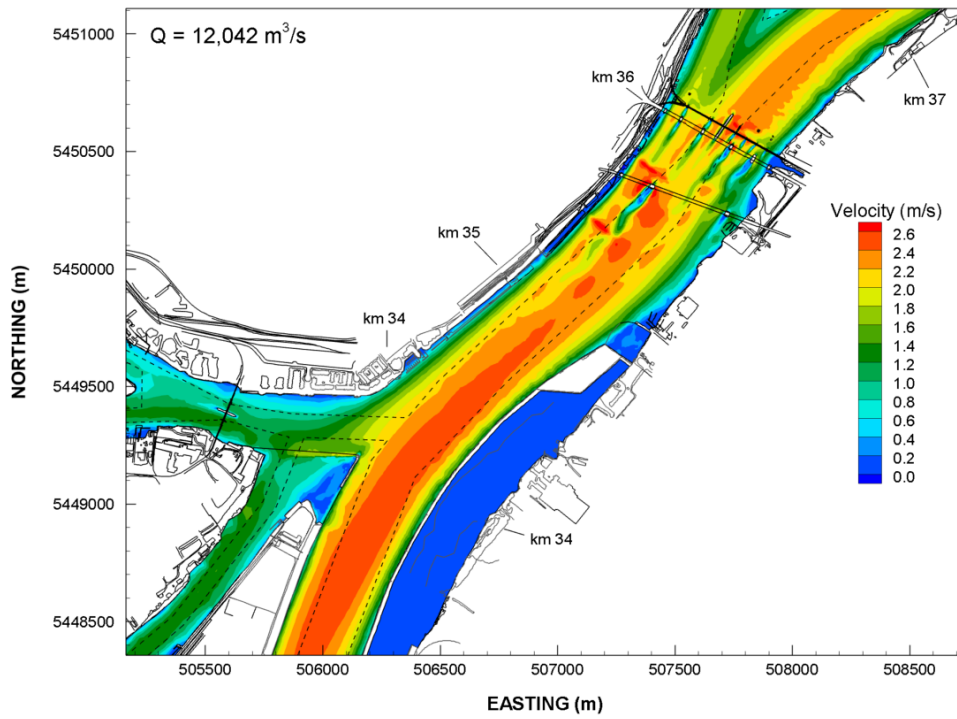 Q = 12,042 m³/s
km 36
km 37
km 35
km 34
km 34
Velocity (m/s)
2.6
2.4
2.2
2.0
1.8
1.6
1.4
1.2
1.0
0.8
0.6
0.4
0.2
0.0
NORTHING (m)
5451000
5450500
5450000
5449500
5449000
5448500
505500 506000 506500 507000 507500 508000 508500
EASTING (m)